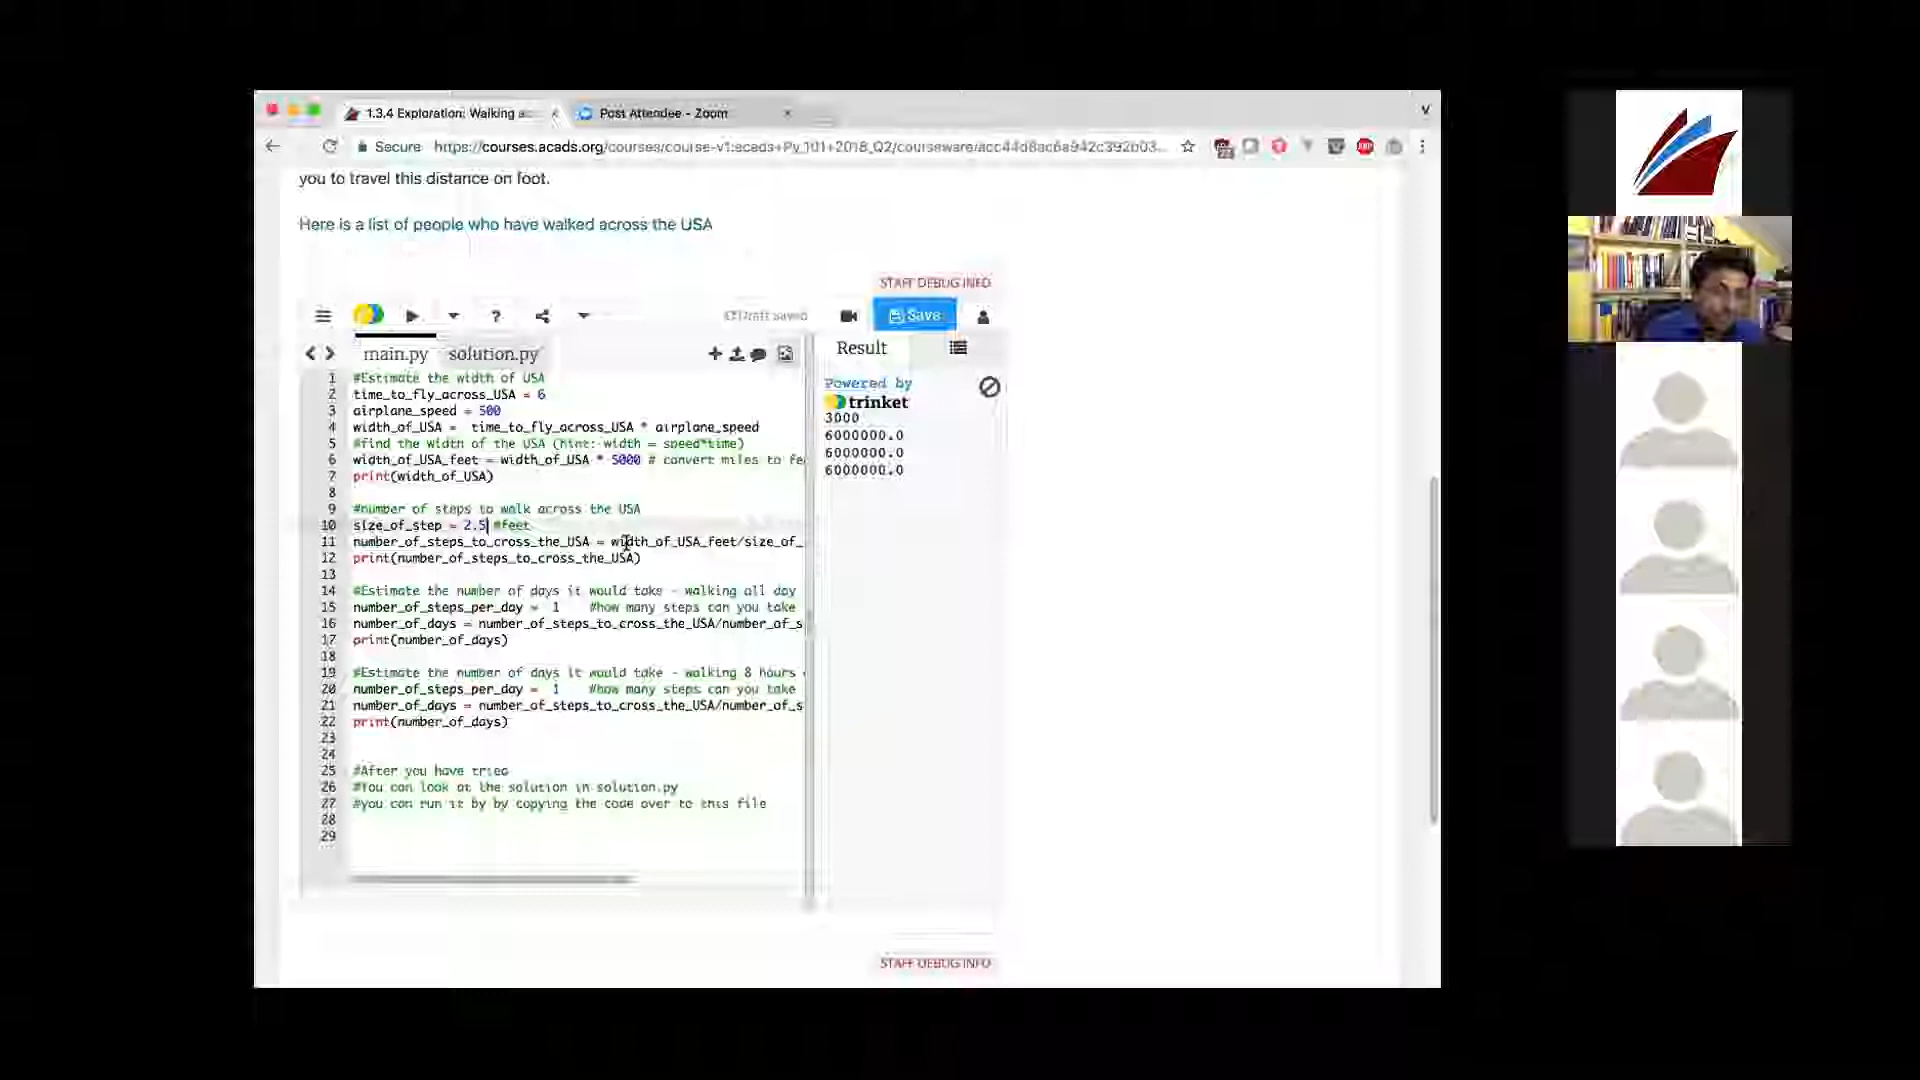 1.3.4 Exploration: Walking ac
Post Attendee - Zoom
Secure https://courses.acads.org/courses/course-v1:acads+Py_101+2018_Q2/courseware/acc44d8ac6a942c392b03...
you to travel this distance on foot.
Here is a list of people who have walked across the USA
STAFF DEBUG INFO
? Draft saved Save
main.py solution.py
1 #Estimate the width of USA
2 time_to_fly_across_USA = 6
3 airplane_speed = 500
4 width_of_USA = time_to_fly_across_USA * airplane_speed
5 #find the width of the USA (hint: width = speed*time)
6 width_of_USA_feet = width_of_USA * 5000 # convert miles to fe
7 print(width_of_USA)
8
9 #number of steps to walk across the USA
10 size_of_step = 2.5 #feet
11 number_of_steps_to_cross_the_USA = width_of_USA_feet/size_of_
12 print(number_of_steps_to_cross_the_USA)
13
14 #Estimate the number of days it would take - walking all day
15 number_of_steps_per_day = 1 #how many steps can you take
16 number_of_days = number_of_steps_to_cross_the_USA/number_of_s
17 print(number_of_days)
18
19 #Estimate the number of days it would take - walking 8 hours
20 number_of_steps_per_day = 1 #how many steps can you take
21 number_of_days = number_of_steps_to_cross_the_USA/number_of_s
22 print(number_of_days)
23
24
25 #After you have tried
26 #You can look at the solution in solution.py
27 #you can run it by by copying the code over to this file
28
29
Result
Powered by
trinket
3000
6000000.0
6000000.0
6000000.0
STAFF DEBUG INFO